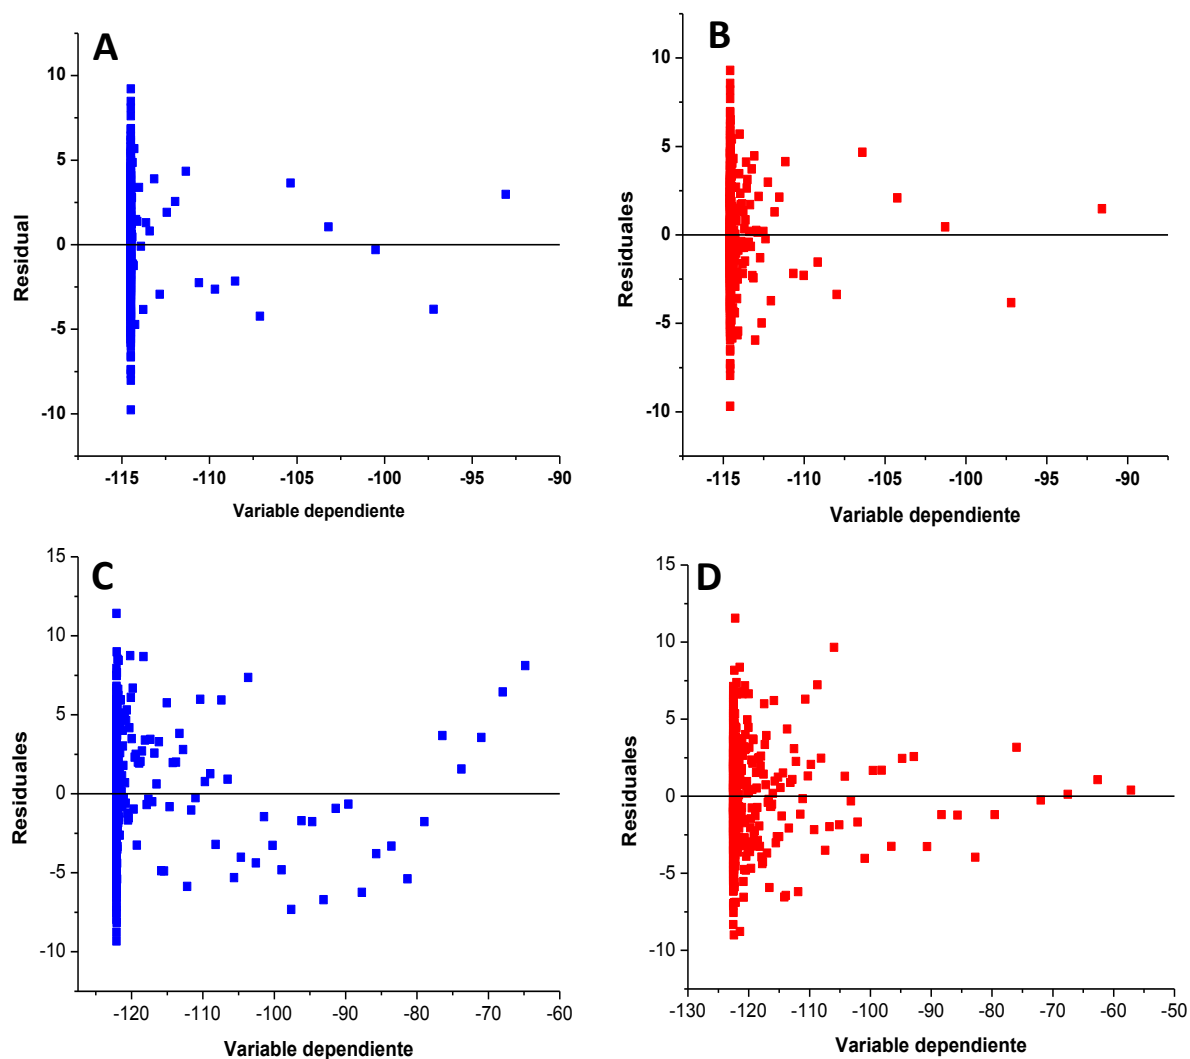 A
Residual
10
5
0
-5
-10
-115 -110 -105 -100 -95 -90
Variable dependiente
B
Residuales
10
5
0
-5
-10
-115 -110 -105 -100 -95 -90
Variable dependiente
C
Residuales
15
10
5
0
-5
-10
-120 -110 -100 -90 -80 -70 -60
Variable dependiente
D
Residuales
15
10
5
0
-5
-10
-130 -120 -110 -100 -90 -80 -70 -60 -50
Variable dependiente